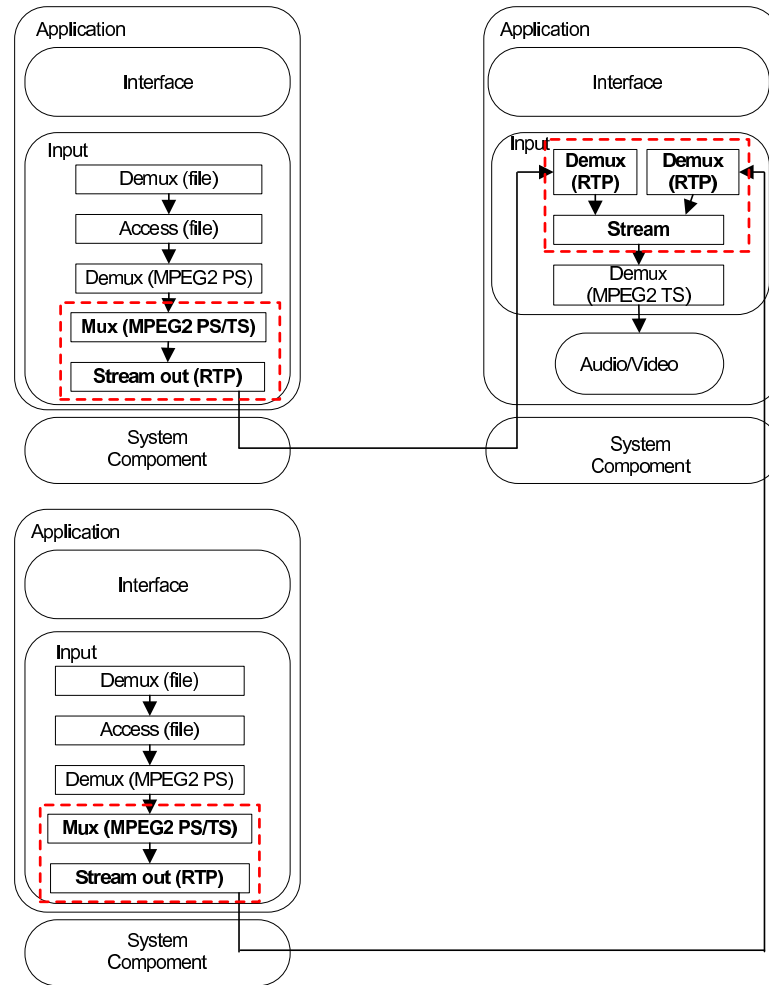 Application
Interface
Input
Demux (file)
Access (file)
Demux (MPEG2 PS)
Mux (MPEG2 PS/TS)
Stream out (RTP)
System
Compoment
Application
Interface
Input
Demux
(RTP)
Demux
(RTP)
Stream
Demux
(MPEG2 TS)
Audio/Video
System
Component
Application
Interface
Input
Demux (file)
Access (file)
Demux (MPEG2 PS)
Mux (MPEG2 PS/TS)
Stream out (RTP)
System
Component